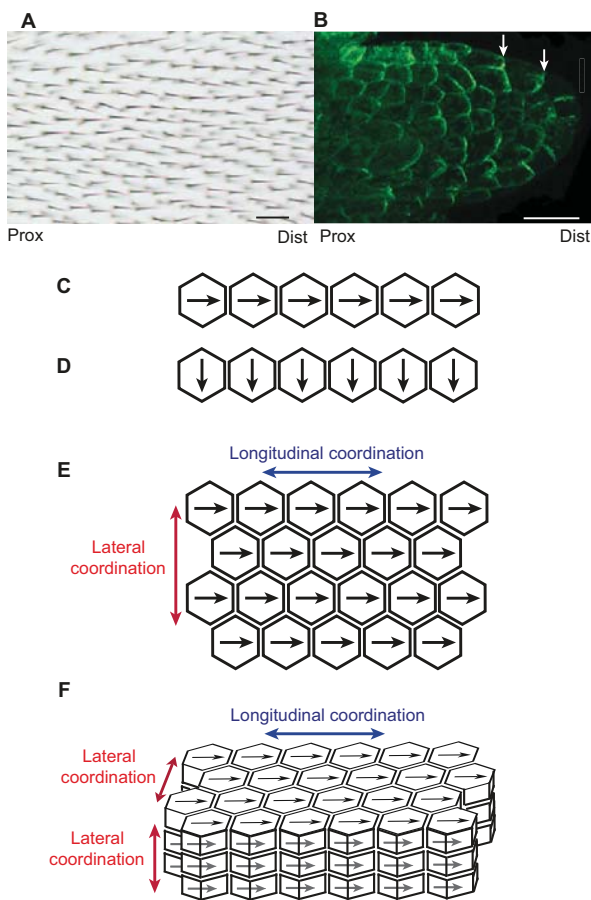 A
B
Prox
Dist
Prox
Dist
C
D
E
Longitudinal coordination
Lateral
coordination
F
Longitudinal coordination
Lateral
coordination
Lateral
coordination